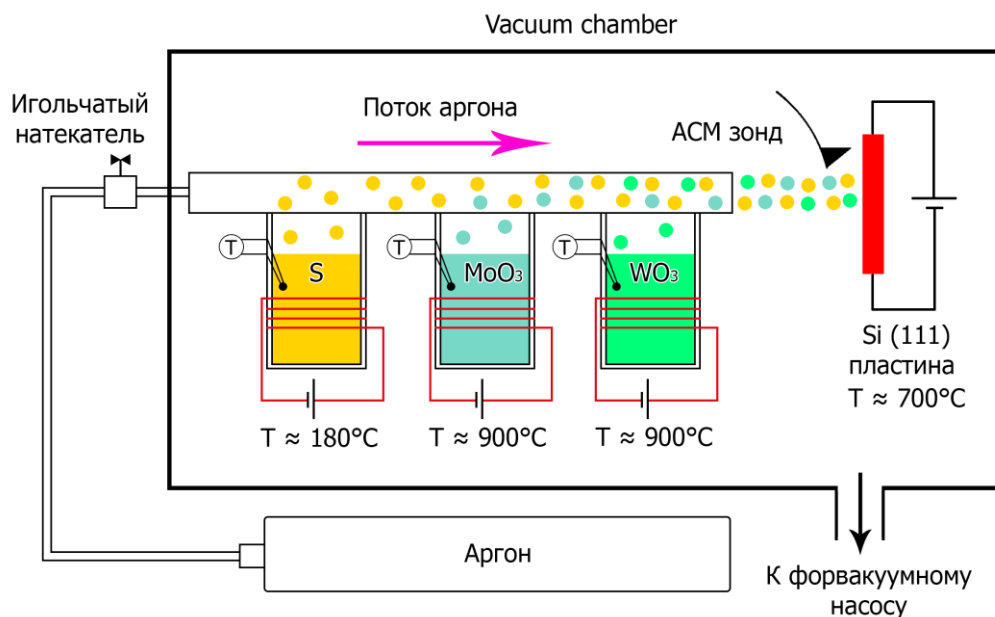 Vacuum chamber
Игольчатый
натекатель
Поток аргона
АСМ зонд
T
S
T
MoO₃
T
WO₃
T ≈ 180°C
T ≈ 900°C
T ≈ 900°C
Si (111)
пластина
T ≈ 700°C
Аргон
К форвакуумному
насосу